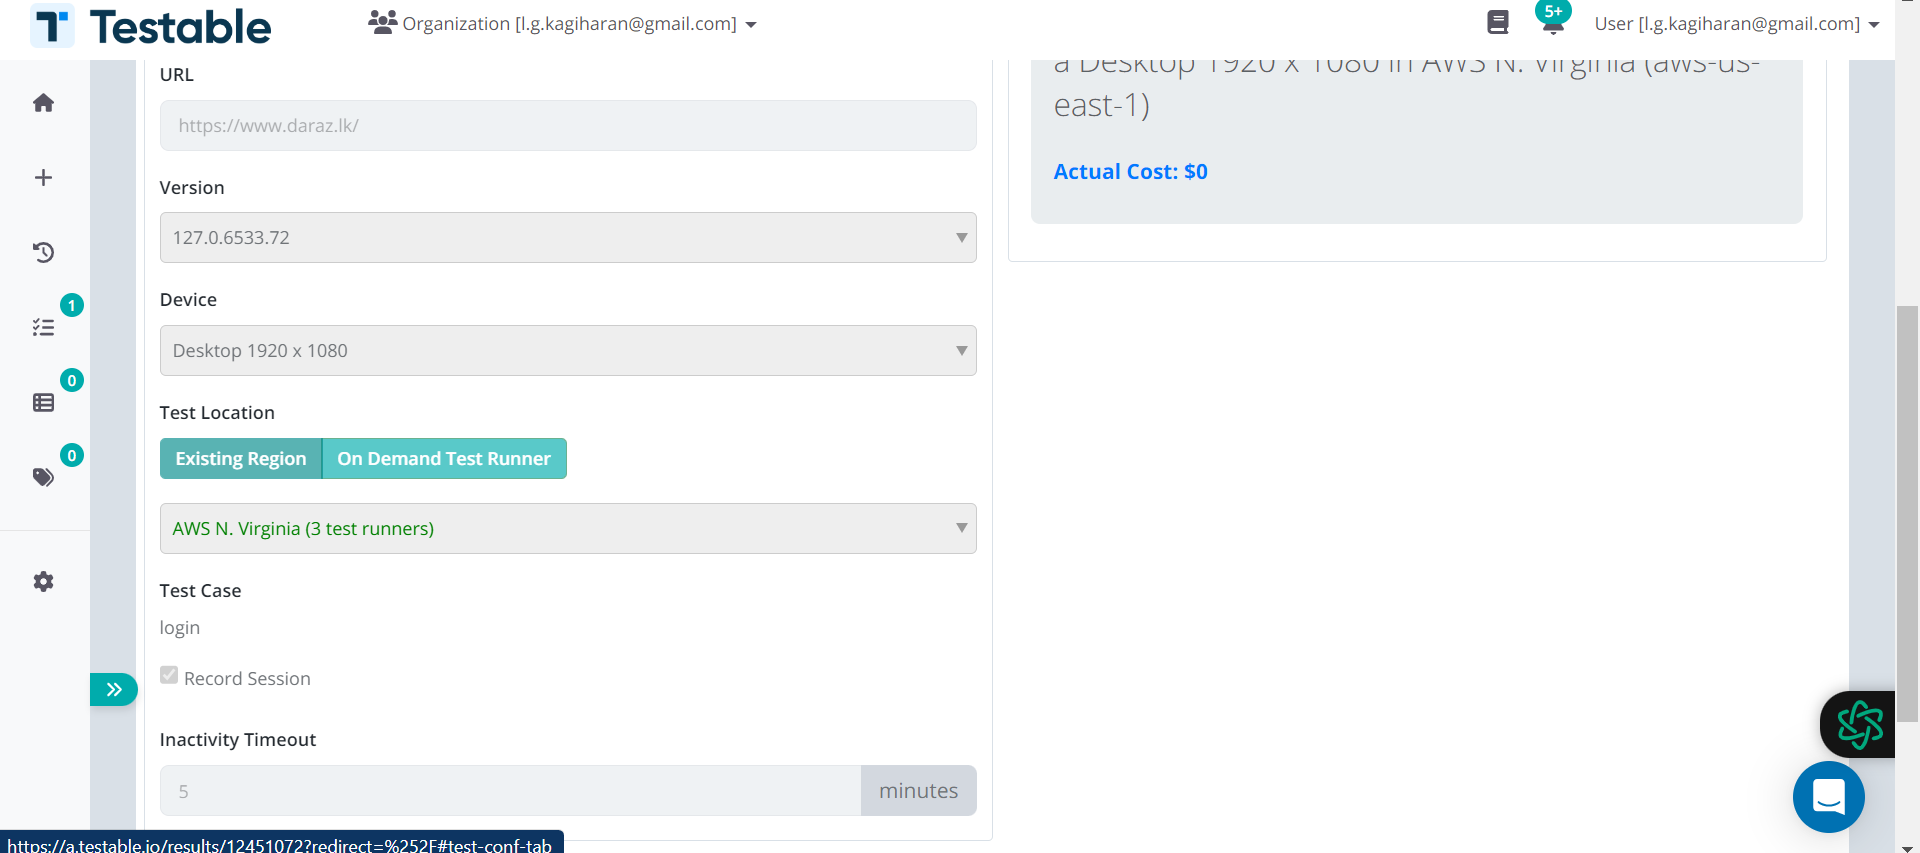 Testable
Organization [l.g.kagiharan@gmail.com]
5+
User [l.g.kagiharan@gmail.com]
URL
https://www.daraz.lk/
Version
127.0.6533.72
Device
Desktop 1920 x 1080
Test Location
Existing Region
On Demand Test Runner
AWS N. Virginia (3 test runners)
Test Case
login
Record Session
Inactivity Timeout
5
minutes
a Desktop 1920 x 1080 in AWS N. Virginia (aws-us-
east-1)
Actual Cost: $0
1
0
0
https://a.testable.io/results/12451072?redirect=%252F#test-conf-tab